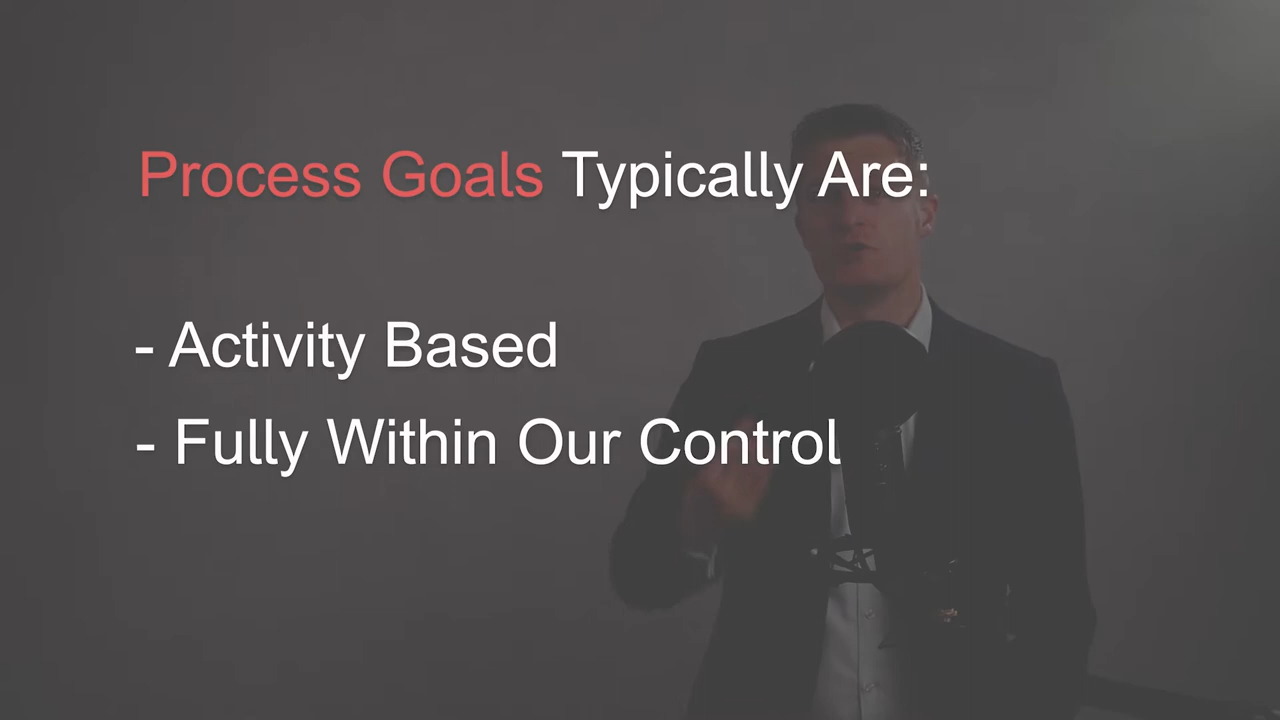 Process Goals Typically Are:
- Activity Based
- Fully Within Our Control